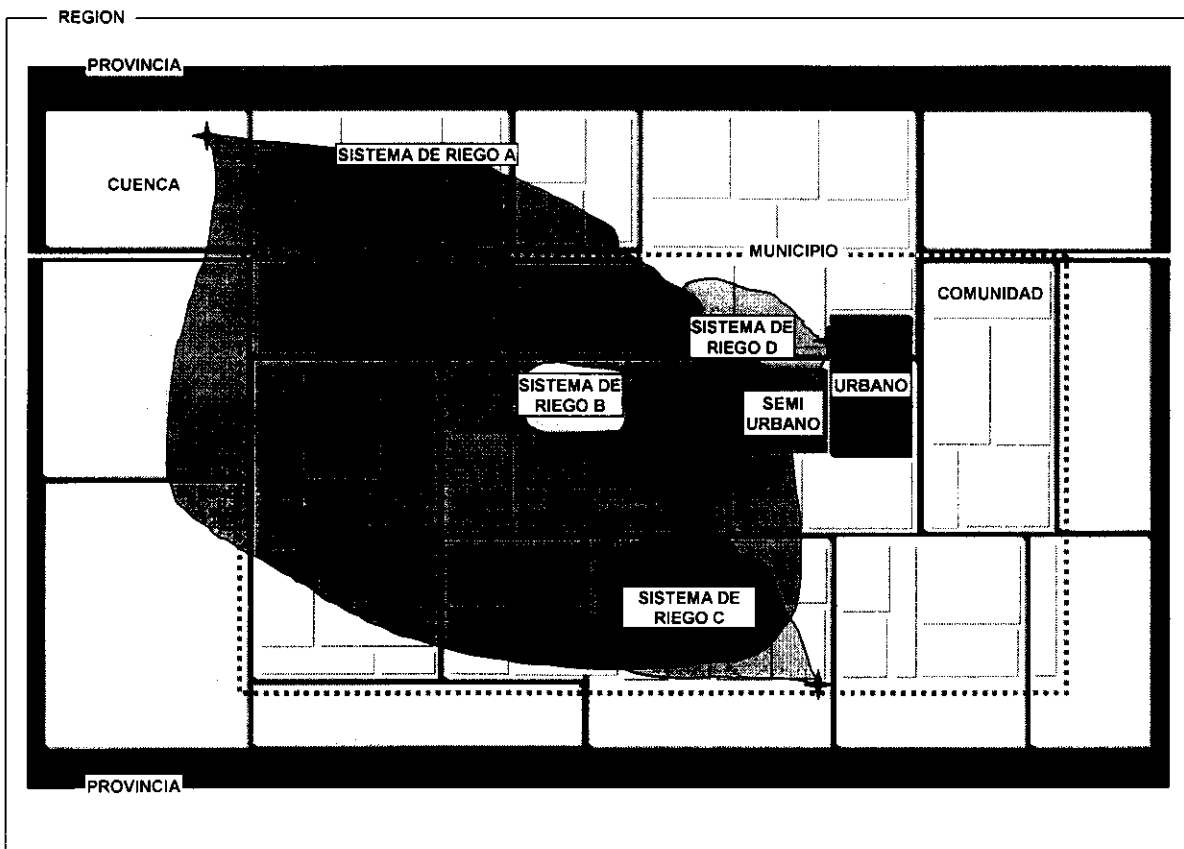 REGION
PROVINCIA
SISTEMA DE RIEGO A
CUENCA
MUNICIPIO
COMUNIDAD
SISTEMA DE
RIEGO D
SISTEMA DE
RIEGO B
URBANO
SEMI
URBANO
SISTEMA DE
RIEGO C
PROVINCIA